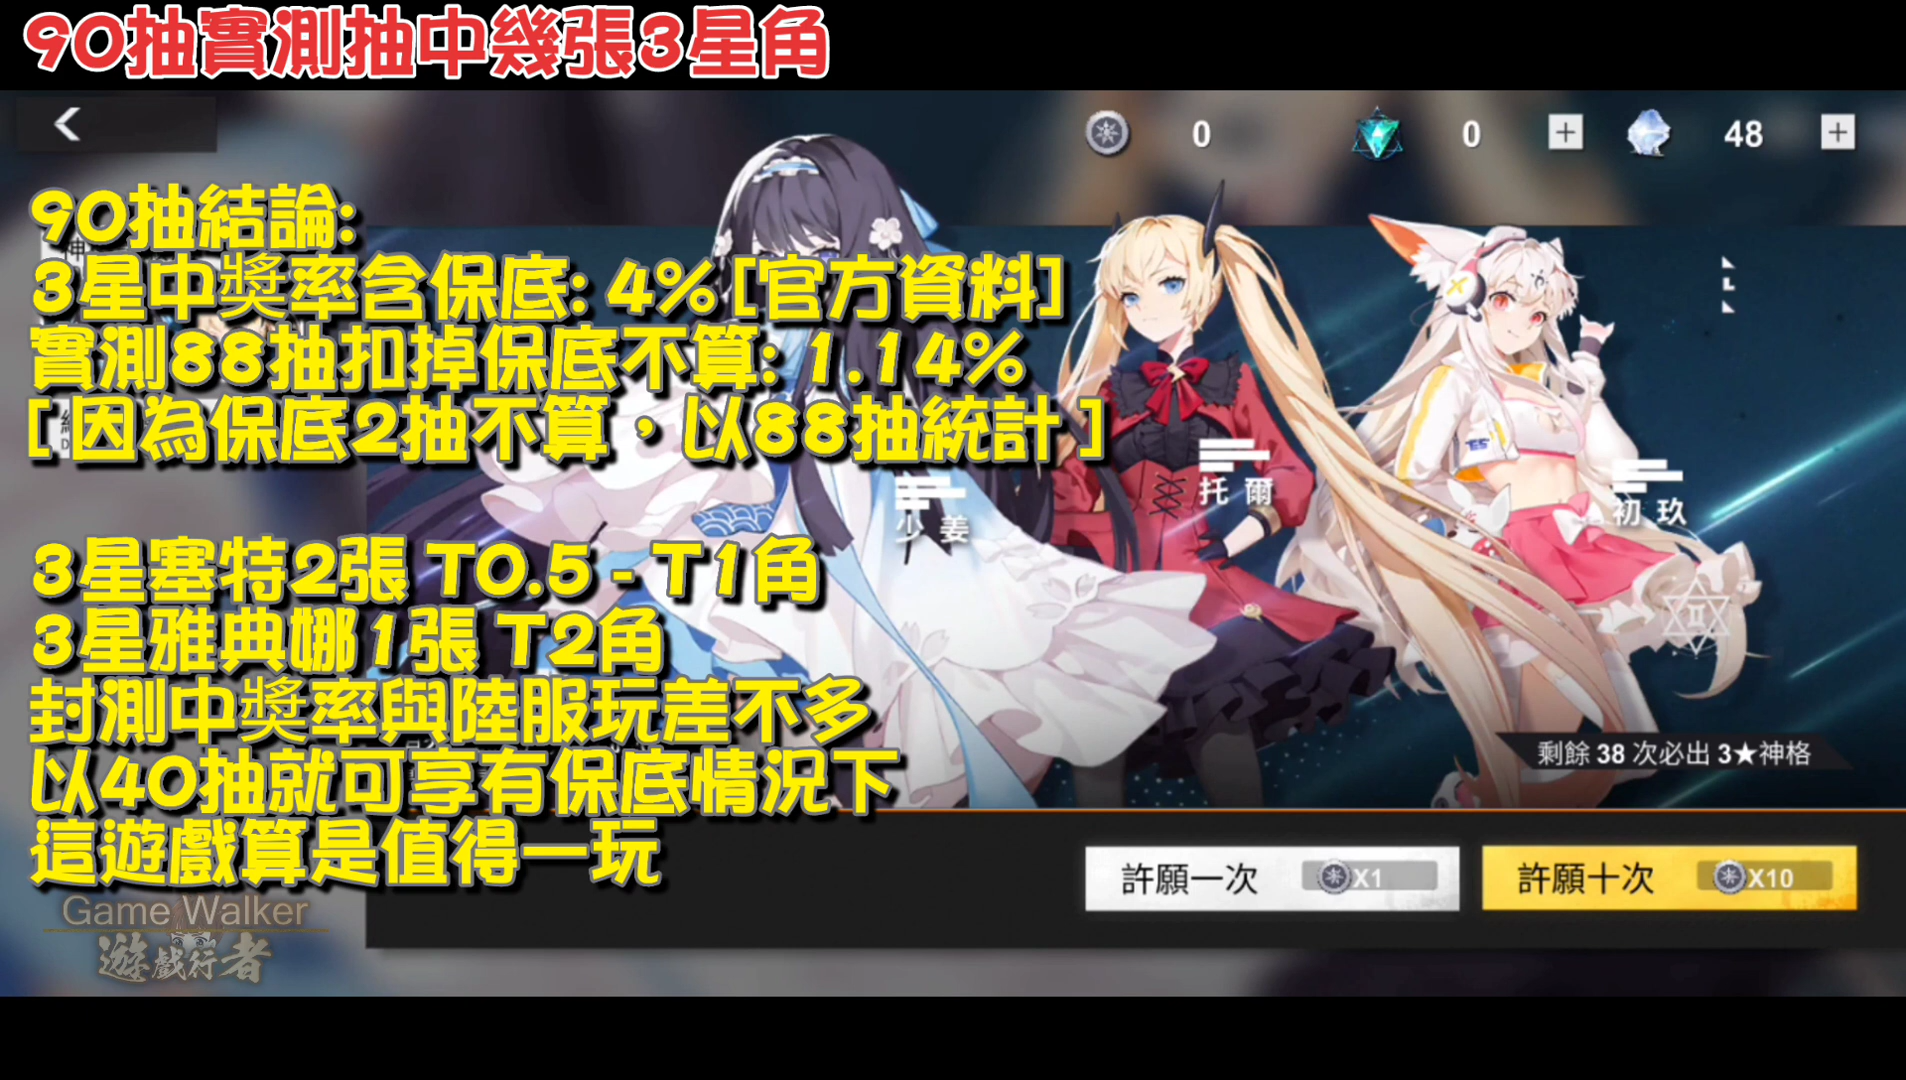 90抽實測抽中幾張3星角
0
0
48
90抽結論:
3星中獎率含保底: 4% [官方資料]
實測88抽扣掉保底不算: 1.14%
[ 因為保底2抽不算,以88抽統計 ]
少姜
托爾
初玖
3星塞特2張 T0.5 - T1角
3星雅典娜1張 T2角
封測中獎率與陸服玩差不多
以40抽就可享有保底情況下
這遊戲算是值得一玩
剩餘 38 次必出 3★神格
許願一次 X1
許願十次 X10
Game Walker
遊戲行者